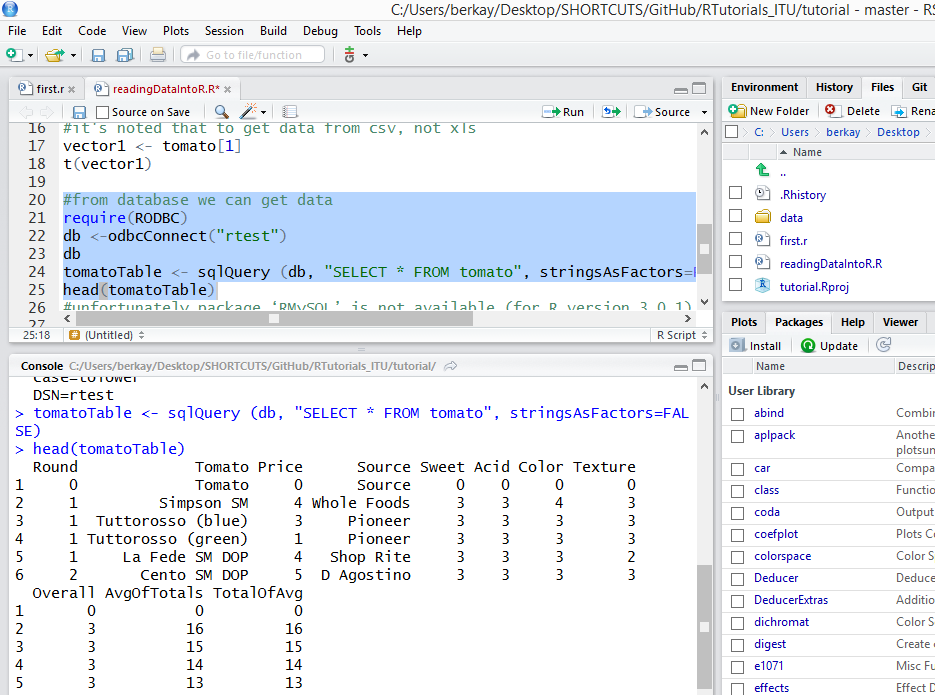 C:/Users/berkay/Desktop/SHORTCUTS/GitHub/RTutorials_ITU/tutorial - master - RS
File Edit Code View Plots Session Build Debug Tools Help
Go to file/function
first.r readingDataIntoR.R*
Source on Save Run Source
16 #it's noted that to get data from csv, not xls
17 vector1 <- tomato[1]
18 t(vector1)
19
20 #from database we can get data
21 require(RODBC)
22 db <-odbcConnect("rtest")
23 db
24 tomatoTable <- sqlQuery (db, "SELECT * FROM tomato", stringsAsFactors=F
25 head(tomatoTable)
26 #unfortunately package ‘RMySQL’ is not available (for R version 3.0.1)
27
25:18 (Untitled) R Script
Console C:/Users/berkay/Desktop/SHORTCUTS/GitHub/RTutorials_ITU/tutorial/
Case=tolower
DSN=rtest
> tomatoTable <- sqlQuery (db, "SELECT * FROM tomato", stringsAsFactors=FAL
SE)
> head(tomatoTable)
Round Tomato Price Source Sweet Acid Color Texture
1 0 Tomato 0 Source 0 0 0 0
2 1 Simpson SM 4 Whole Foods 3 3 4 3
3 1 Tuttorosso (blue) 3 Pioneer 3 3 3 3
4 1 Tuttorosso (green) 1 Pioneer 3 3 3 3
5 1 La Fede SM DOP 4 Shop Rite 3 3 3 2
6 2 Cento SM DOP 5 D Agostino 3 3 3 3
Overall AvgOfTotals TotalOfAvg
1 0 0 0
2 3 16 16
3 3 15 15
4 3 14 14
5 3 13 13
Environment History Files Git
New Folder Delete Rena
C: Users berkay Desktop
Name
..
.Rhistory
data
first.r
readingDataIntoR.R
tutorial.Rproj
Plots Packages Help Viewer
Install Update
Name Descrip
User Library
abind Combin
aplpack Anothe
plotsum
car Compa
class Functio
coda Output
coefplot Plots Co
colorspace Color S
Deducer Deduce
DeducerExtras Additio
dichromat Color S
digest Create
e1071 Misc Fu
effects Effect D